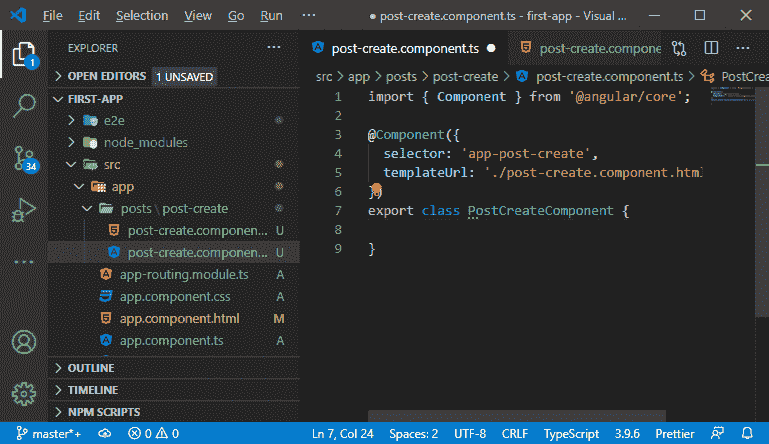 File Edit Selection View Go Run ··· ● post-create.component.ts - first-app - Visual ...
EXPLORER ···
OPEN EDITORS 1 UNSAVED
FIRST-APP
e2e
node_modules
src
app
posts \ post-create
post-create.componen... U
post-create.componen... U
app-routing.module.ts A
app.component.css A
app.component.html M
app.component.ts A
OUTLINE
TIMELINE
NPM SCRIPTS
1
34
post-create.component.ts ● post-create.compone
src > app > posts > post-create > post-create.component.ts > PostCrea
1 import { Component } from '@angular/core';
2
3 @Component({
4 selector: 'app-post-create',
5 templateUrl: './post-create.component.html
6 })
7 export class PostCreateComponent {
8
9 }
master*+ 0 0 Ln 7, Col 24 Spaces: 2 UTF-8 CRLF TypeScript 3.9.6 Prettier